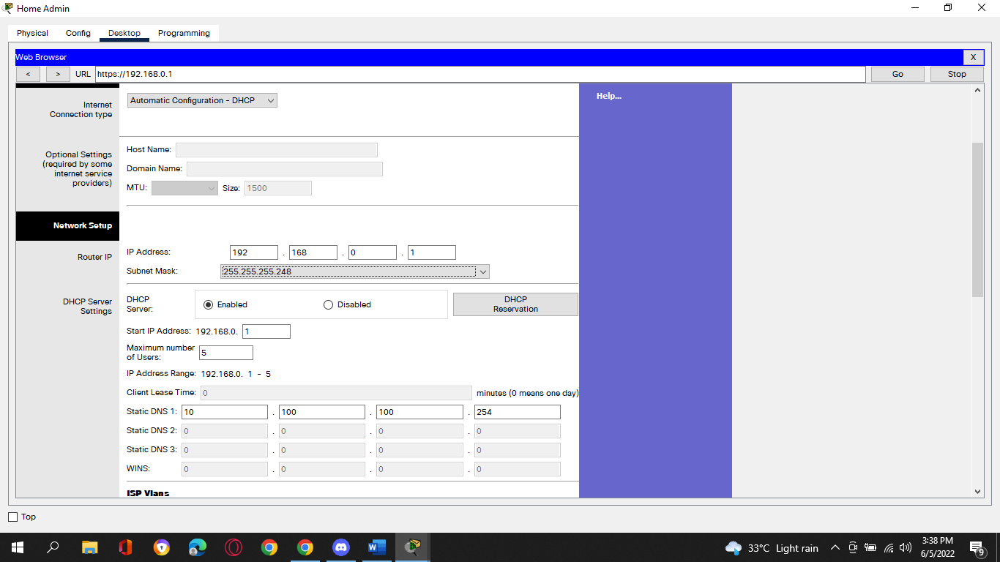 Home Admin
Physical Config Desktop Programming
Web Browser X
< > URL https://192.168.0.1 Go Stop
Internet
Connection type
Automatic Configuration - DHCP
Help...
Optional Settings
(required by some
internet service
providers)
Host Name:
Domain Name:
MTU: Size: 1500
Network Setup
Router IP
IP Address: 192 . 168 . 0 . 1
Subnet Mask: 255.255.255.248
DHCP Server
Settings
DHCP
Server:
Enabled Disabled
DHCP
Reservation
Start IP Address: 192.168.0. 1
Maximum number
of Users: 5
IP Address Range: 192.168.0. 1 - 5
Client Lease Time: 0 minutes (0 means one day)
Static DNS 1: 10 . 100 . 100 . 254
Static DNS 2: 0 . 0 . 0 . 0
Static DNS 3: 0 . 0 . 0 . 0
WINS: 0 . 0 . 0 . 0
ISP Vlans
Top
33°C Light rain
3:38 PM
6/5/2022
9